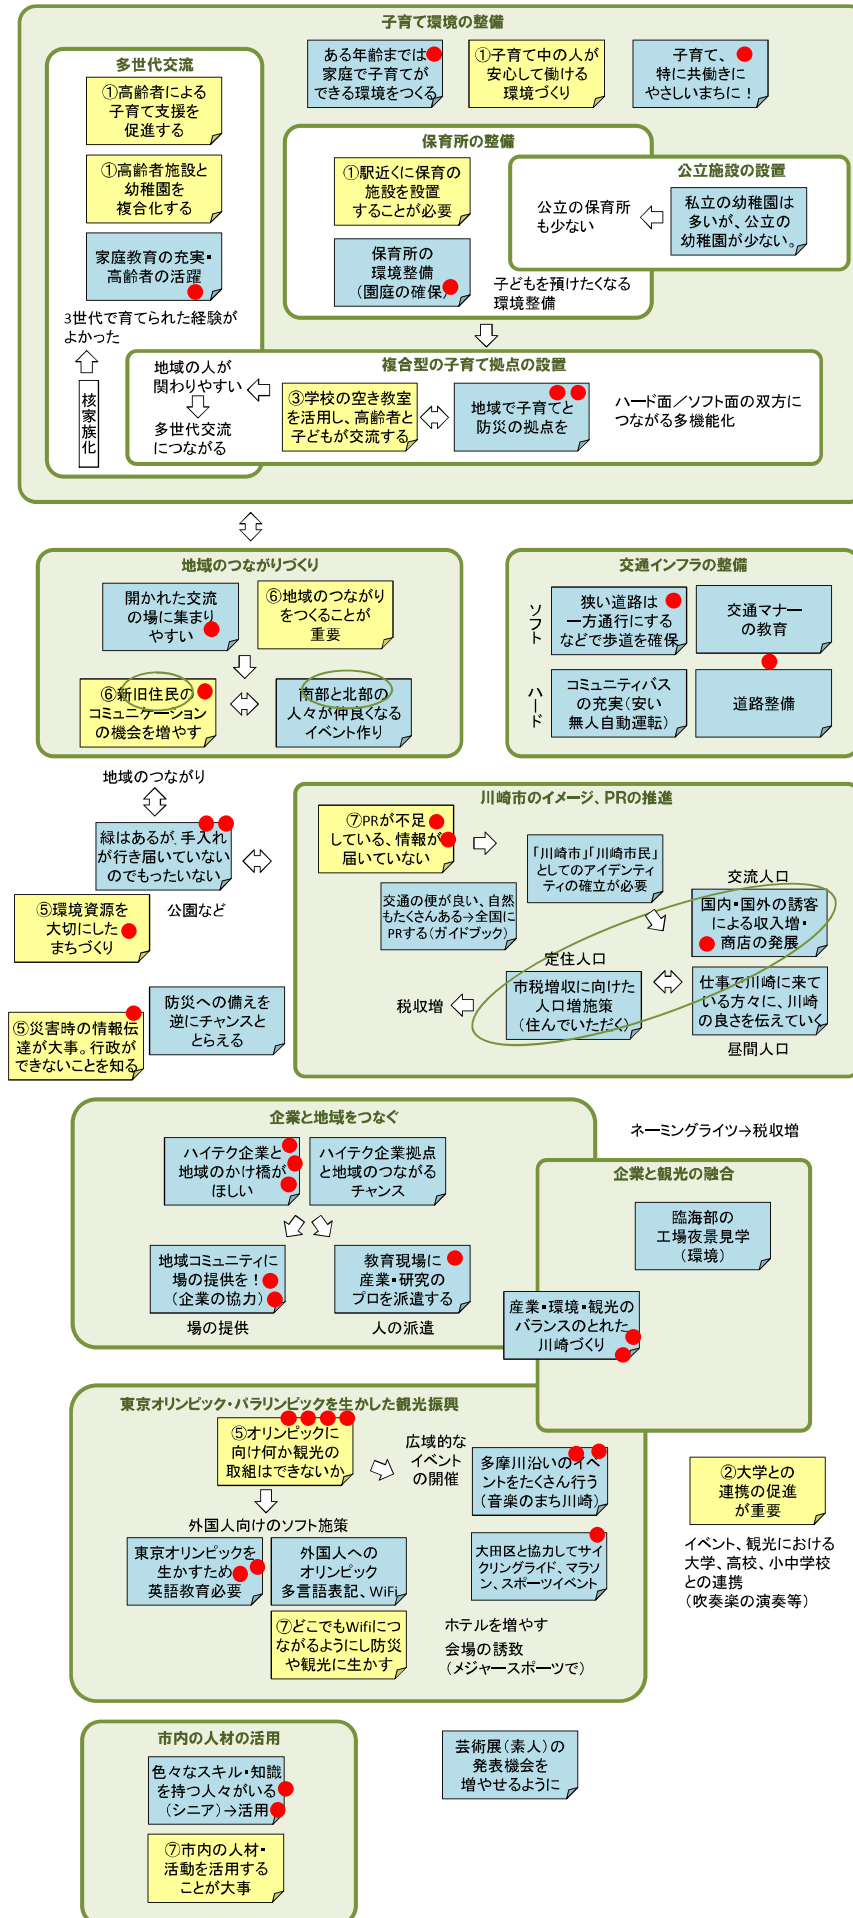 子育て環境の整備
多世代交流
①高齢者による
子育て支援を
促進する
①高齢者施設と
幼稚園を
複合化する
家庭教育の充実・
高齢者の活躍
3世代で育てられた経験が
よかった
核家族化
ある年齢までは
家庭で子育てが
できる環境をつくる
①子育て中の人が
安心して働ける
環境づくり
子育て、
特に共働きに
やさしいまちに！
保育所の整備
①駅近くに保育の
施設を設置
することが必要
保育所の
環境整備
（園庭の確保）
子どもを預けたくなる
環境整備
公立施設の設置
公立の保育所
も少ない
私立の幼稚園は
多いが、公立の
幼稚園が少ない。
複合型の子育て拠点の設置
地域の人が
関わりやすい
多世代交流
につながる
③学校の空き教室
を活用し、高齢者と
子どもが交流する
地域で子育てと
防災の拠点を
ハード面／ソフト面の双方に
つながる多機能化
地域のつながりづくり
開かれた交流
の場に集まり
やすい
⑥地域のつながり
をつくることが
重要
⑥新旧住民の
コミュニケーション
の機会を増やす
南部と北部の
人々が仲良くなる
イベント作り
交通インフラの整備
ソフト
狭い道路は
一方通行にする
などで歩道を確保
交通マナー
の教育
ハード
コミュニティバス
の充実（安い
無人自動運転）
道路整備
地域のつながり
緑はあるが、手入れ
が行き届いていない
のでもったいない
公園など
⑤環境資源を
大切にした
まちづくり
防災への備えを
逆にチャンスと
とらえる
⑤災害時の情報伝
達が大事。行政が
できないことを知る
川崎市のイメージ、PRの推進
⑦PRが不足
している、情報が
届いていない
「川崎市」「川崎市民」
としてのアイデンティ
ティの確立が必要
交通の便が良い、自然
もたくさんある→全国に
PRする（ガイドブック）
交流人口
国内・国外の誘客
による収入増・
商店の発展
定住人口
市税増収に向けた
人口増施策
（住んでいただく）
税収増
仕事で川崎に来て
いる方々に、川崎
の良さを伝えていく
昼間人口
企業と地域をつなぐ
ハイテク企業と
地域のかけ橋が
ほしい
ハイテク企業拠点
と地域のつながる
チャンス
地域コミュニティに
場の提供を！
（企業の協力）
場の提供
教育現場に
産業・研究の
プロを派遣する
人の派遣
ネーミングライツ→税収増
企業と観光の融合
臨海部の
工場夜景見学
（環境）
産業・環境・観光の
バランスのとれた
川崎づくり
東京オリンピック・パラリンピックを生かした観光振興
⑤オリンピックに
向け何か観光の
取組はできないか
広域的な
イベント
の開催
多摩川沿いのイベ
ントをたくさん行う
（音楽のまち川崎）
外国人向けのソフト施策
東京オリンピックを
生かすため
英語教育必要
外国人への
オリンピック
多言語表記、WiFi
大田区と協力してサイ
クリングライド、マラソ
ン、スポーツイベント
⑦どこでもWifiにつ
ながるようにし防災
や観光に生かす
ホテルを増やす
会場の誘致
（メジャースポーツで）
②大学との
連携の促進
が重要
イベント、観光における
大学、高校、小中学校
との連携
（吹奏楽の演奏等）
市内の人材の活用
色々なスキル・知識
を持つ人々がいる
（シニア）→活用
⑦市内の人材・
活動を活用する
ことが大事
芸術展（素人）の
発表機会を
増やせるように